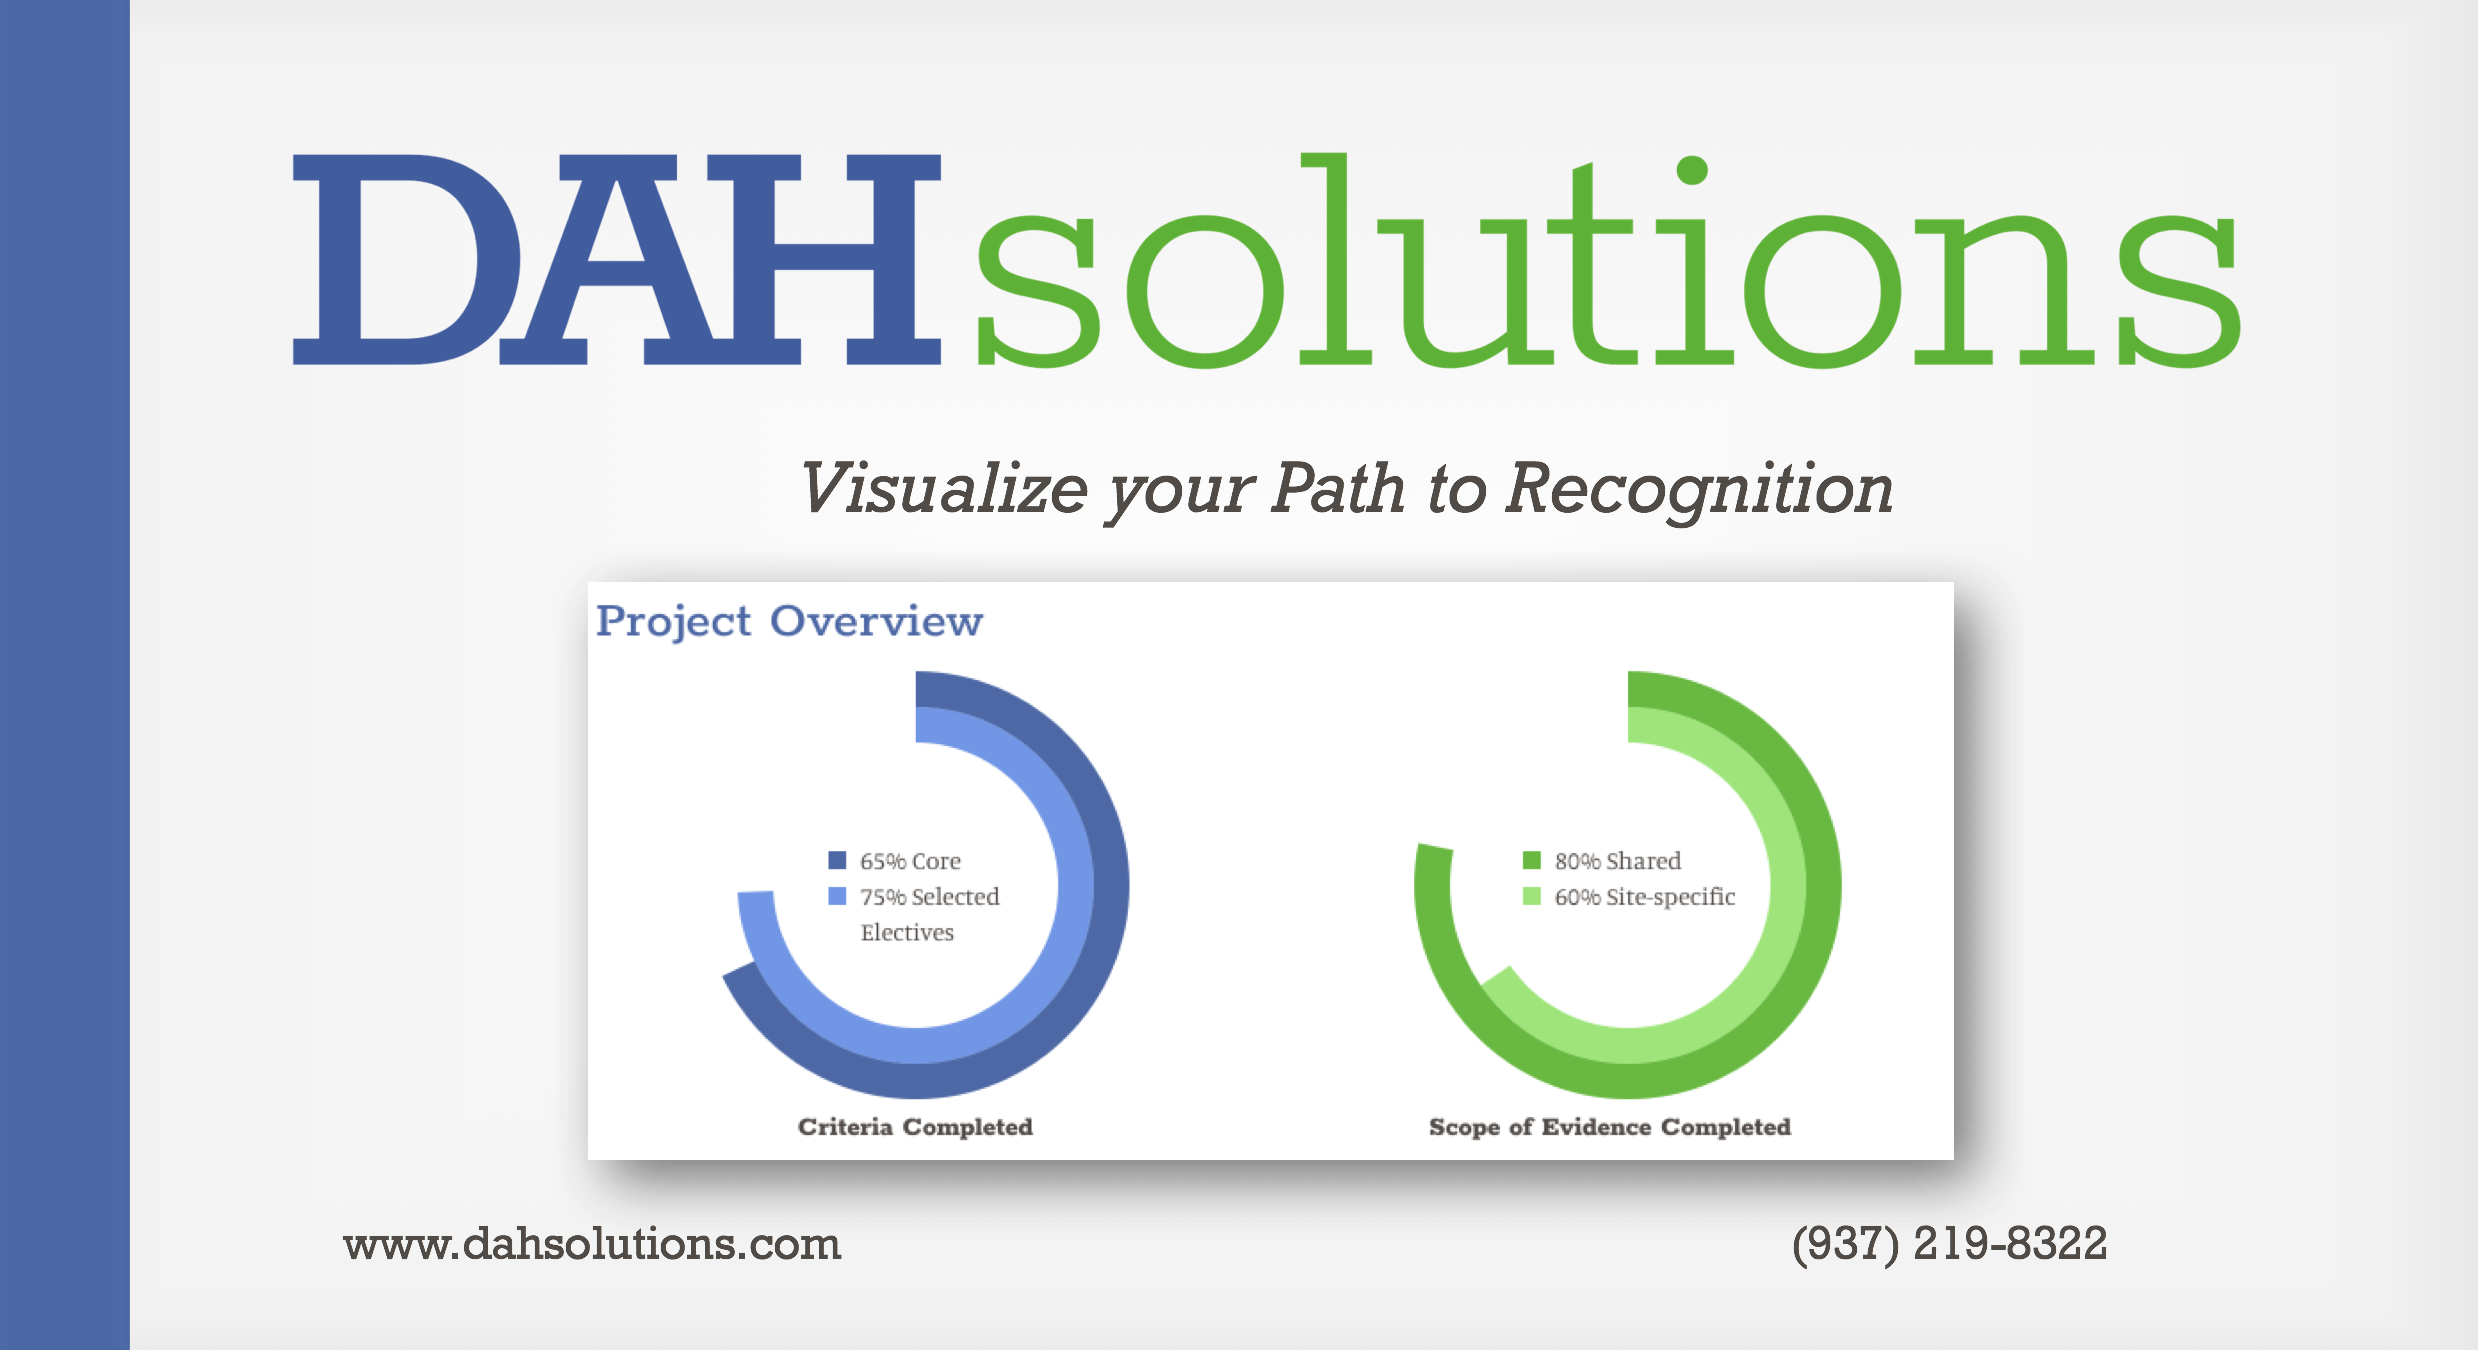 DAHsolutions
Visualize your Path to Recognition
Project Overview
65% Core
75% Selected
Electives
Criteria Completed
80% Shared
60% Site-specific
Scope of Evidence Completed
www.dahsolutions.com
(937) 219-8322